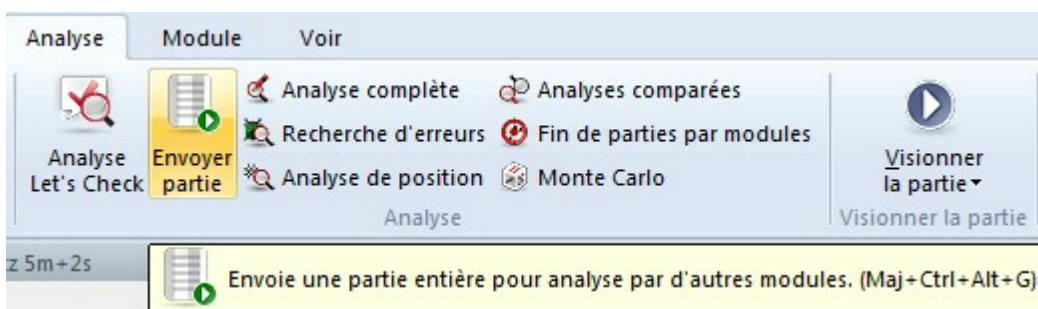 Analyse Module Voir
Analyse
Let's Check
Envoyer
partie
Analyse complète
Recherche d'erreurs
Analyse de position
Analyses comparées
Fin de parties par modules
Monte Carlo
Analyse
Visionner
la partie
Visionner la partie
z 5m+2s
Envoie une partie entière pour analyse par d'autres modules. (Maj+Ctrl+Alt+G)